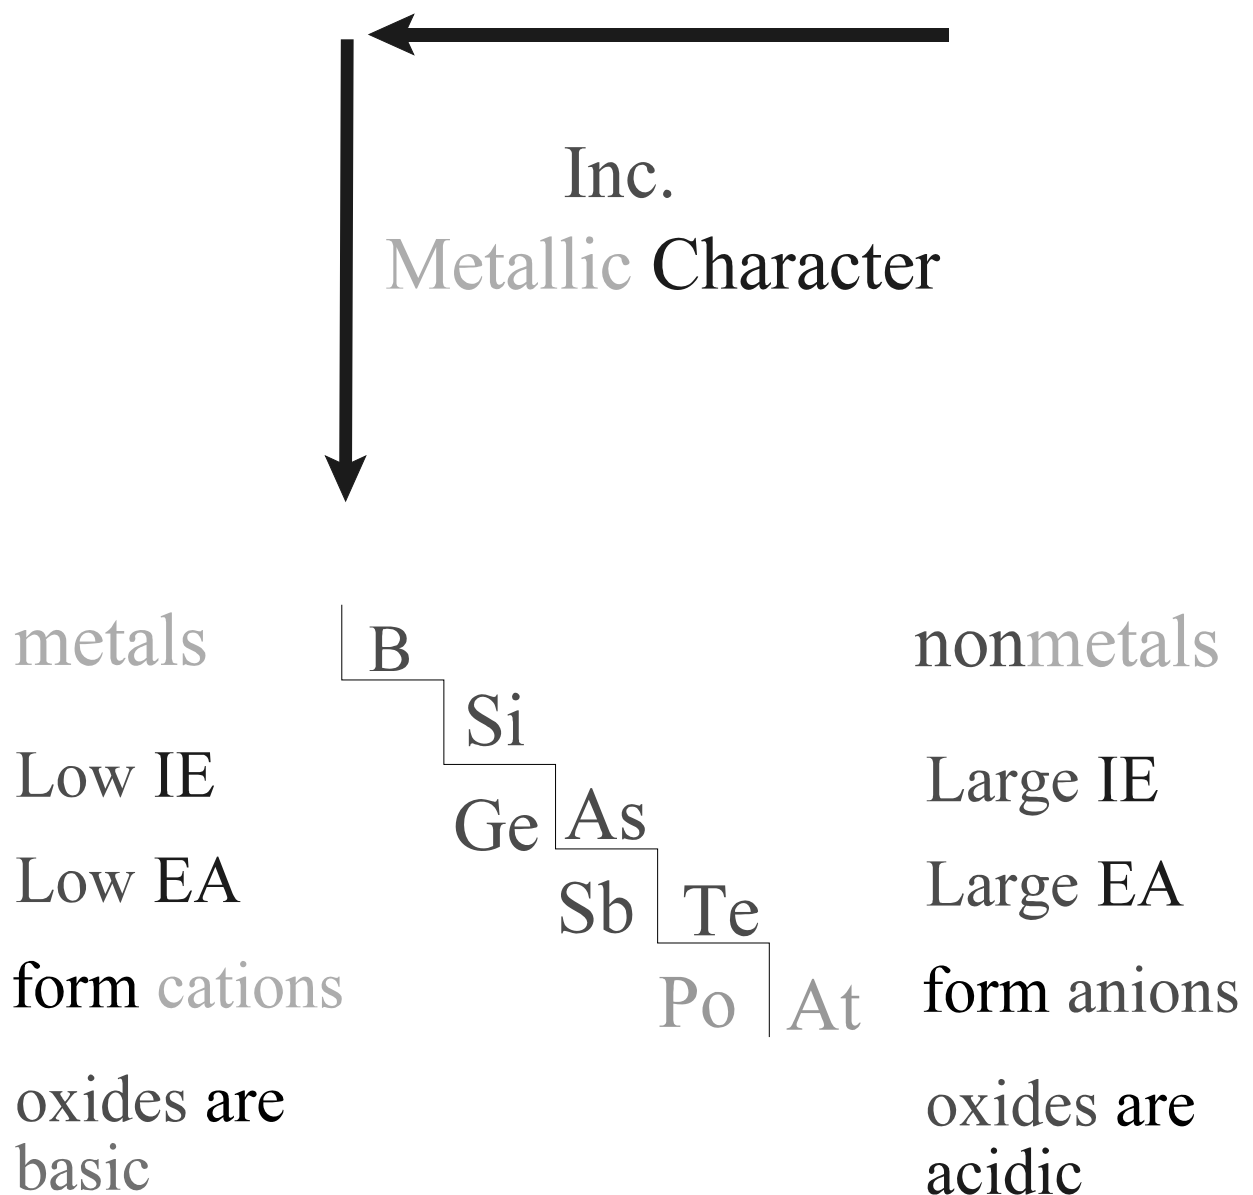 Inc.
Metallic Character
metals
B
nonmetals
Si
Low IE
Large IE
Ge As
Low EA
Large EA
Sb Te
form cations
form anions
Po At
oxides are
basic
oxides are
acidic